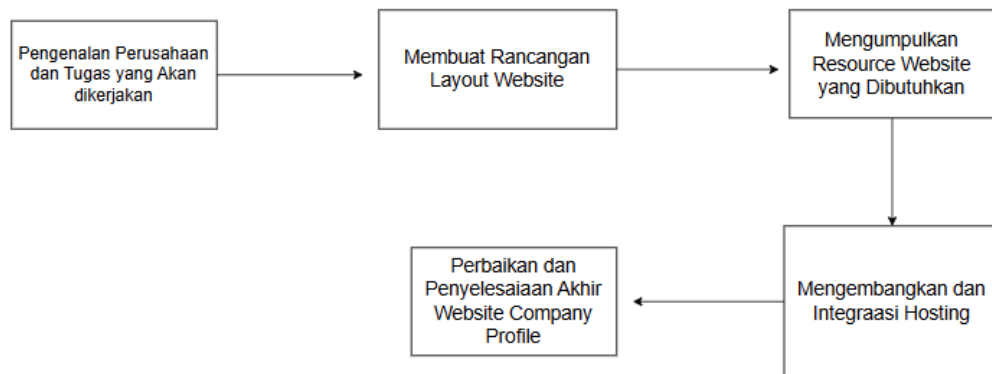 Pengenalan Perusahaan
dan Tugas yang Akan
dikerjakan
Membuat Rancangan
Layout Website
Mengumpulkan
Resource Website
yang Dibutuhkan
Mengembangkan dan
Integraasi Hosting
Perbaikan dan
Penyelesaiaan Akhir
Website Company
Profile